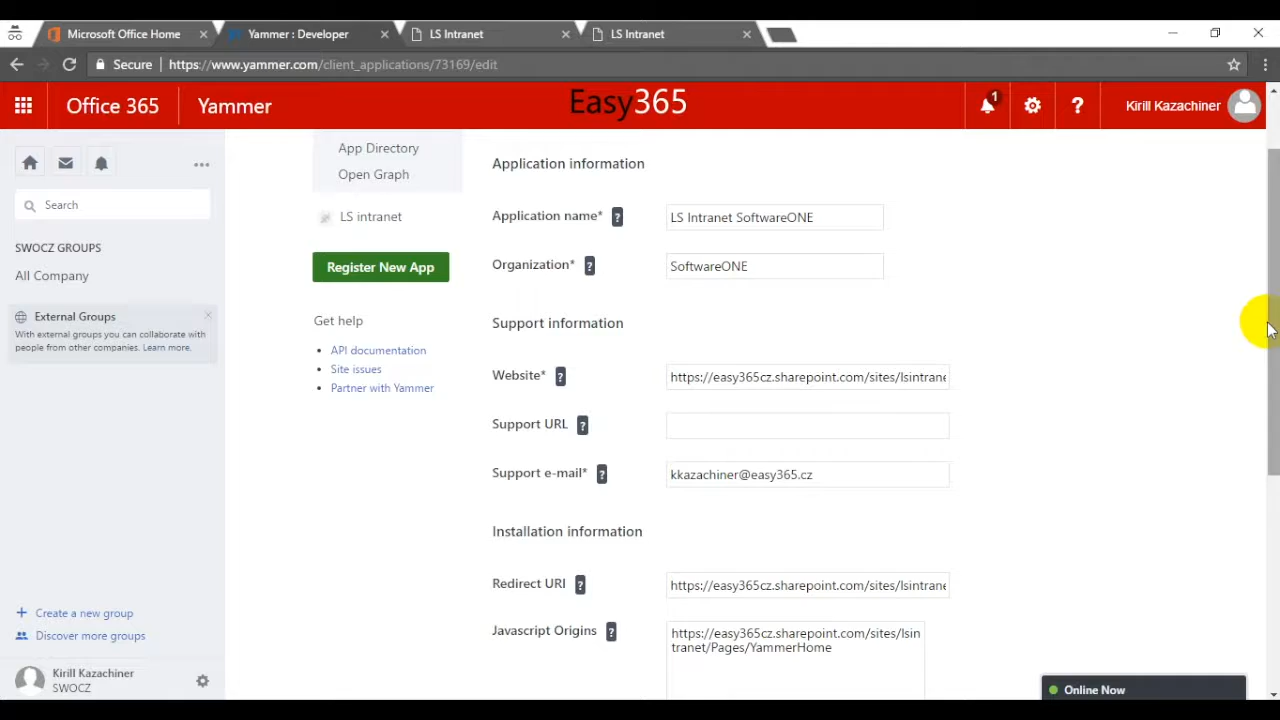 Microsoft Office Home
Yammer : Developer
LS Intranet
LS Intranet
Secure
https://www.yammer.com/client_applications/73169/edit
Office 365
Yammer
Easy365
1
?
Kirill Kazachiner
Search
SWOCZ GROUPS
All Company
External Groups
With external groups you can collaborate with
people from other companies. Learn more.
Create a new group
Discover more groups
Kirill Kazachiner
SWOCZ
App Directory
Open Graph
LS intranet
Register New App
Get help
API documentation
Site issues
Partner with Yammer
Application information
Application name* ? LS Intranet SoftwareONE
Organization* ? SoftwareONE
Support information
Website* ? https://easy365cz.sharepoint.com/sites/lsintrane
Support URL ?
Support e-mail* ? kkazachiner@easy365.cz
Installation information
Redirect URI ? https://easy365cz.sharepoint.com/sites/lsintrane
Javascript Origins ? https://easy365cz.sharepoint.com/sites/lsin
tranet/Pages/YammerHome
Online Now